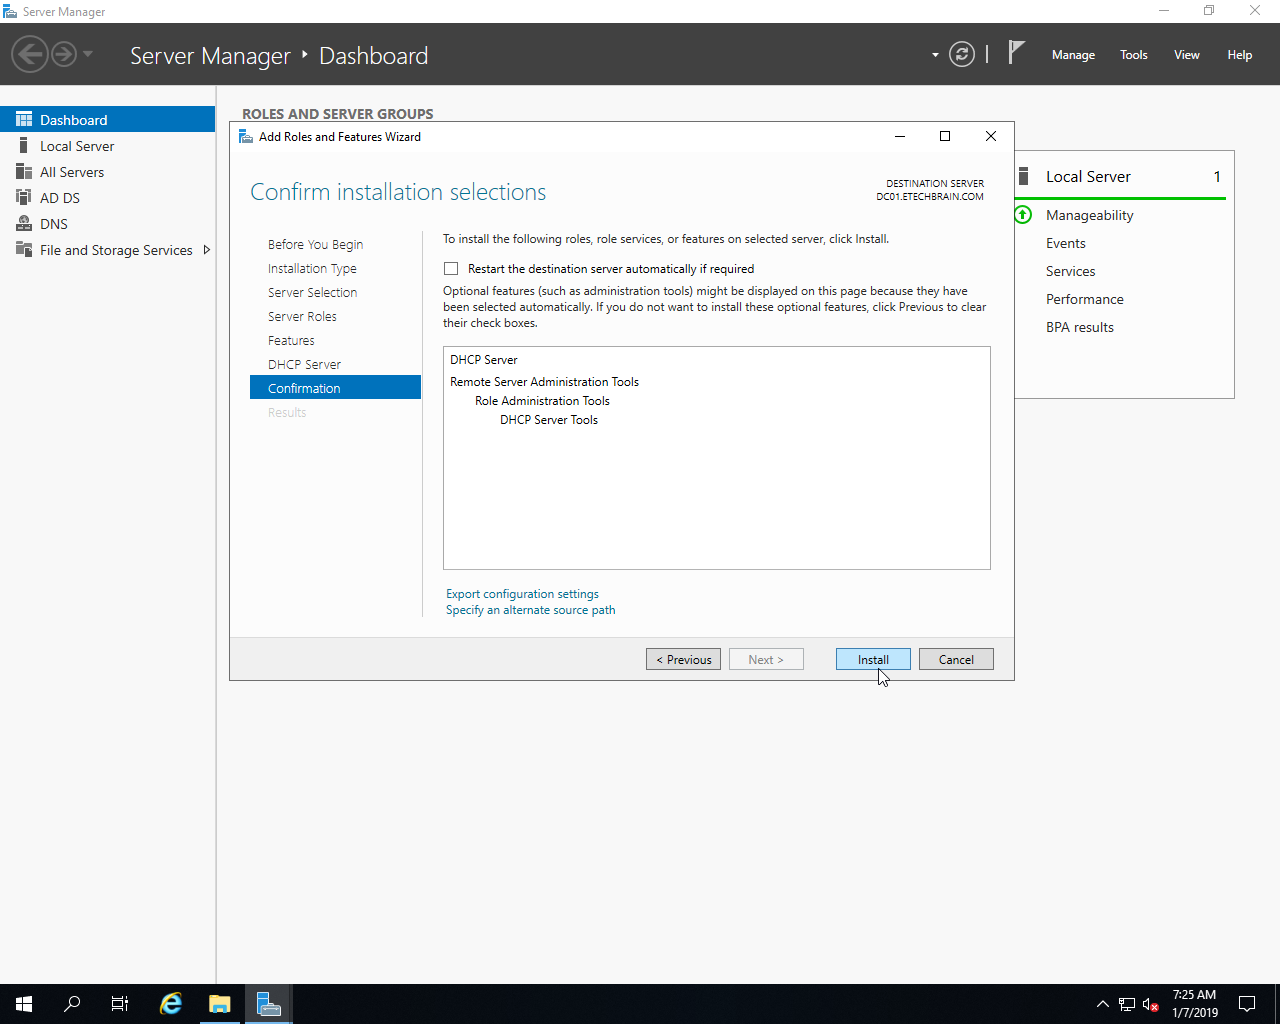 Server Manager
Server Manager Dashboard
Manage Tools View Help
Dashboard
Local Server
All Servers
AD DS
DNS
File and Storage Services
ROLES AND SERVER GROUPS
Add Roles and Features Wizard
Confirm installation selections
DESTINATION SERVER
DC01.ETECHBRAIN.COM
Before You Begin
Installation Type
Server Selection
Server Roles
Features
DHCP Server
Confirmation
Results
To install the following roles, role services, or features on selected server, click Install.
Restart the destination server automatically if required
Optional features (such as administration tools) might be displayed on this page because they have
been selected automatically. If you do not want to install these optional features, click Previous to clear
their check boxes.
DHCP Server
Remote Server Administration Tools
Role Administration Tools
DHCP Server Tools
Export configuration settings
Specify an alternate source path
< Previous
Next >
Install
Cancel
Local Server 1
Manageability
Events
Services
Performance
BPA results
7:25 AM
1/7/2019